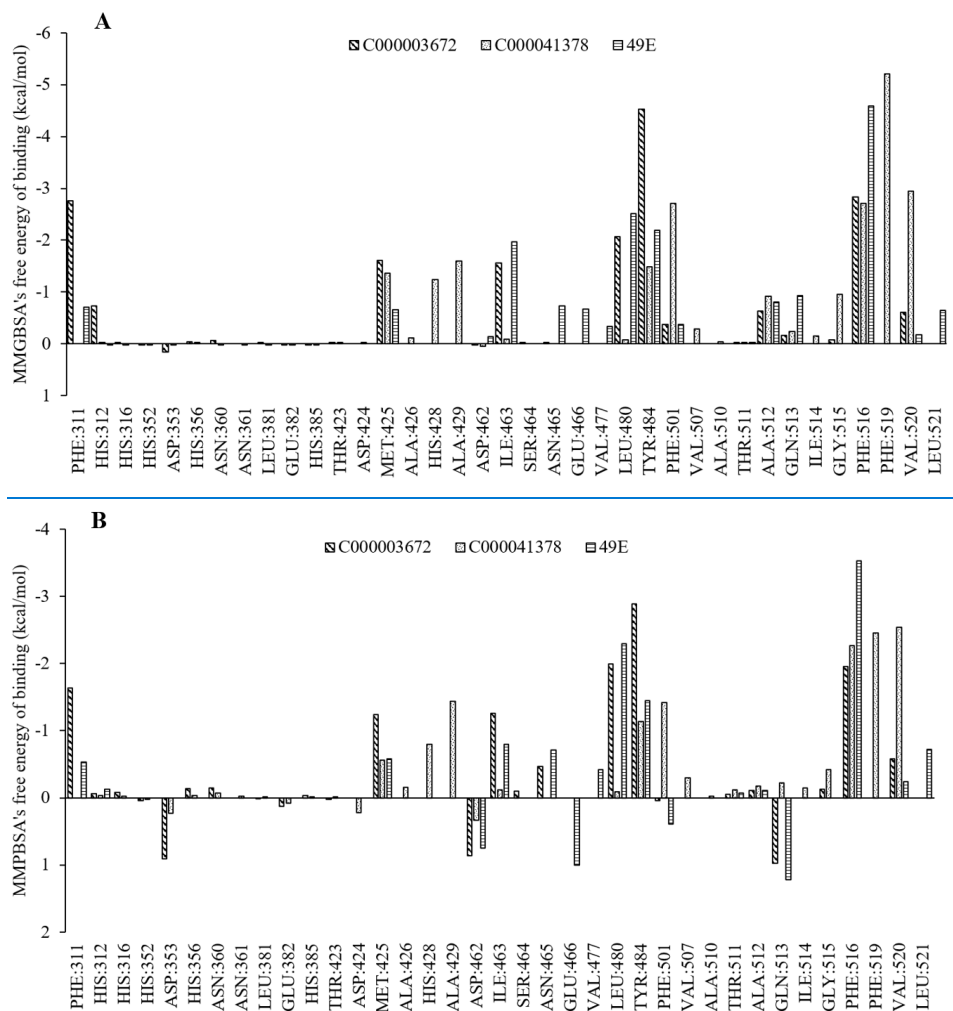 A
MMGBSA's free energy of binding (kcal/mol)
C000003672 C000041378 49E
-6
-5
-4
-3
-2
-1
0
1
PHE:311
HIS:312
HIS:316
HIS:352
ASP:353
HIS:356
ASN:360
ASN:361
LEU:381
GLU:382
HIS:385
THR:423
ASP:424
MET:425
ALA:426
HIS:428
ALA:429
ASP:462
ILE:463
SER:464
ASN:465
GLU:466
VAL:477
LEU:480
TYR:484
PHE:501
VAL:507
ALA:510
THR:511
ALA:512
GLN:513
ILE:514
GLY:515
PHE:516
PHE:519
VAL:520
LEU:521
B
MMPBSA's free energy of binding (kcal/mol)
C000003672 C000041378 49E
-4
-3
-2
-1
0
1
2
PHE:311
HIS:312
HIS:316
HIS:352
ASP:353
HIS:356
ASN:360
ASN:361
LEU:381
GLU:382
HIS:385
THR:423
ASP:424
MET:425
ALA:426
HIS:428
ALA:429
ASP:462
ILE:463
SER:464
ASN:465
GLU:466
VAL:477
LEU:480
TYR:484
PHE:501
VAL:507
ALA:510
THR:511
ALA:512
GLN:513
ILE:514
GLY:515
PHE:516
PHE:519
VAL:520
LEU:521